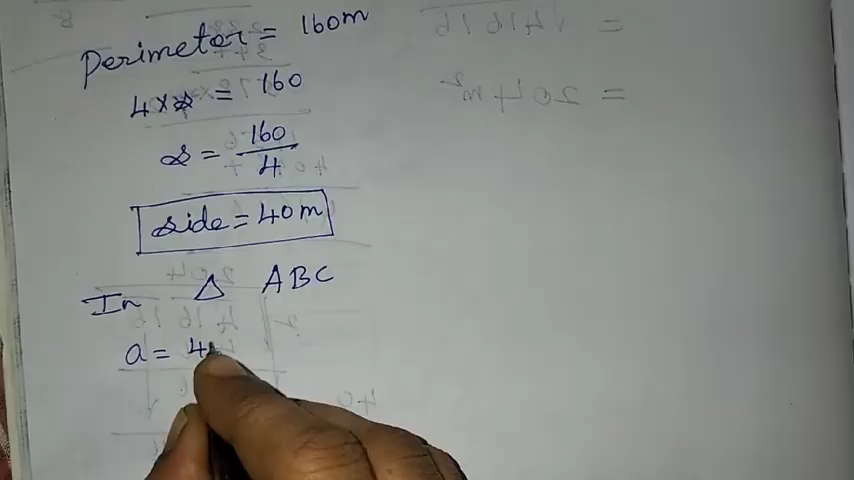 Perimeter = 160m
4×s = 160
s = 160/4
side = 40m
In Δ ABC
a = 4